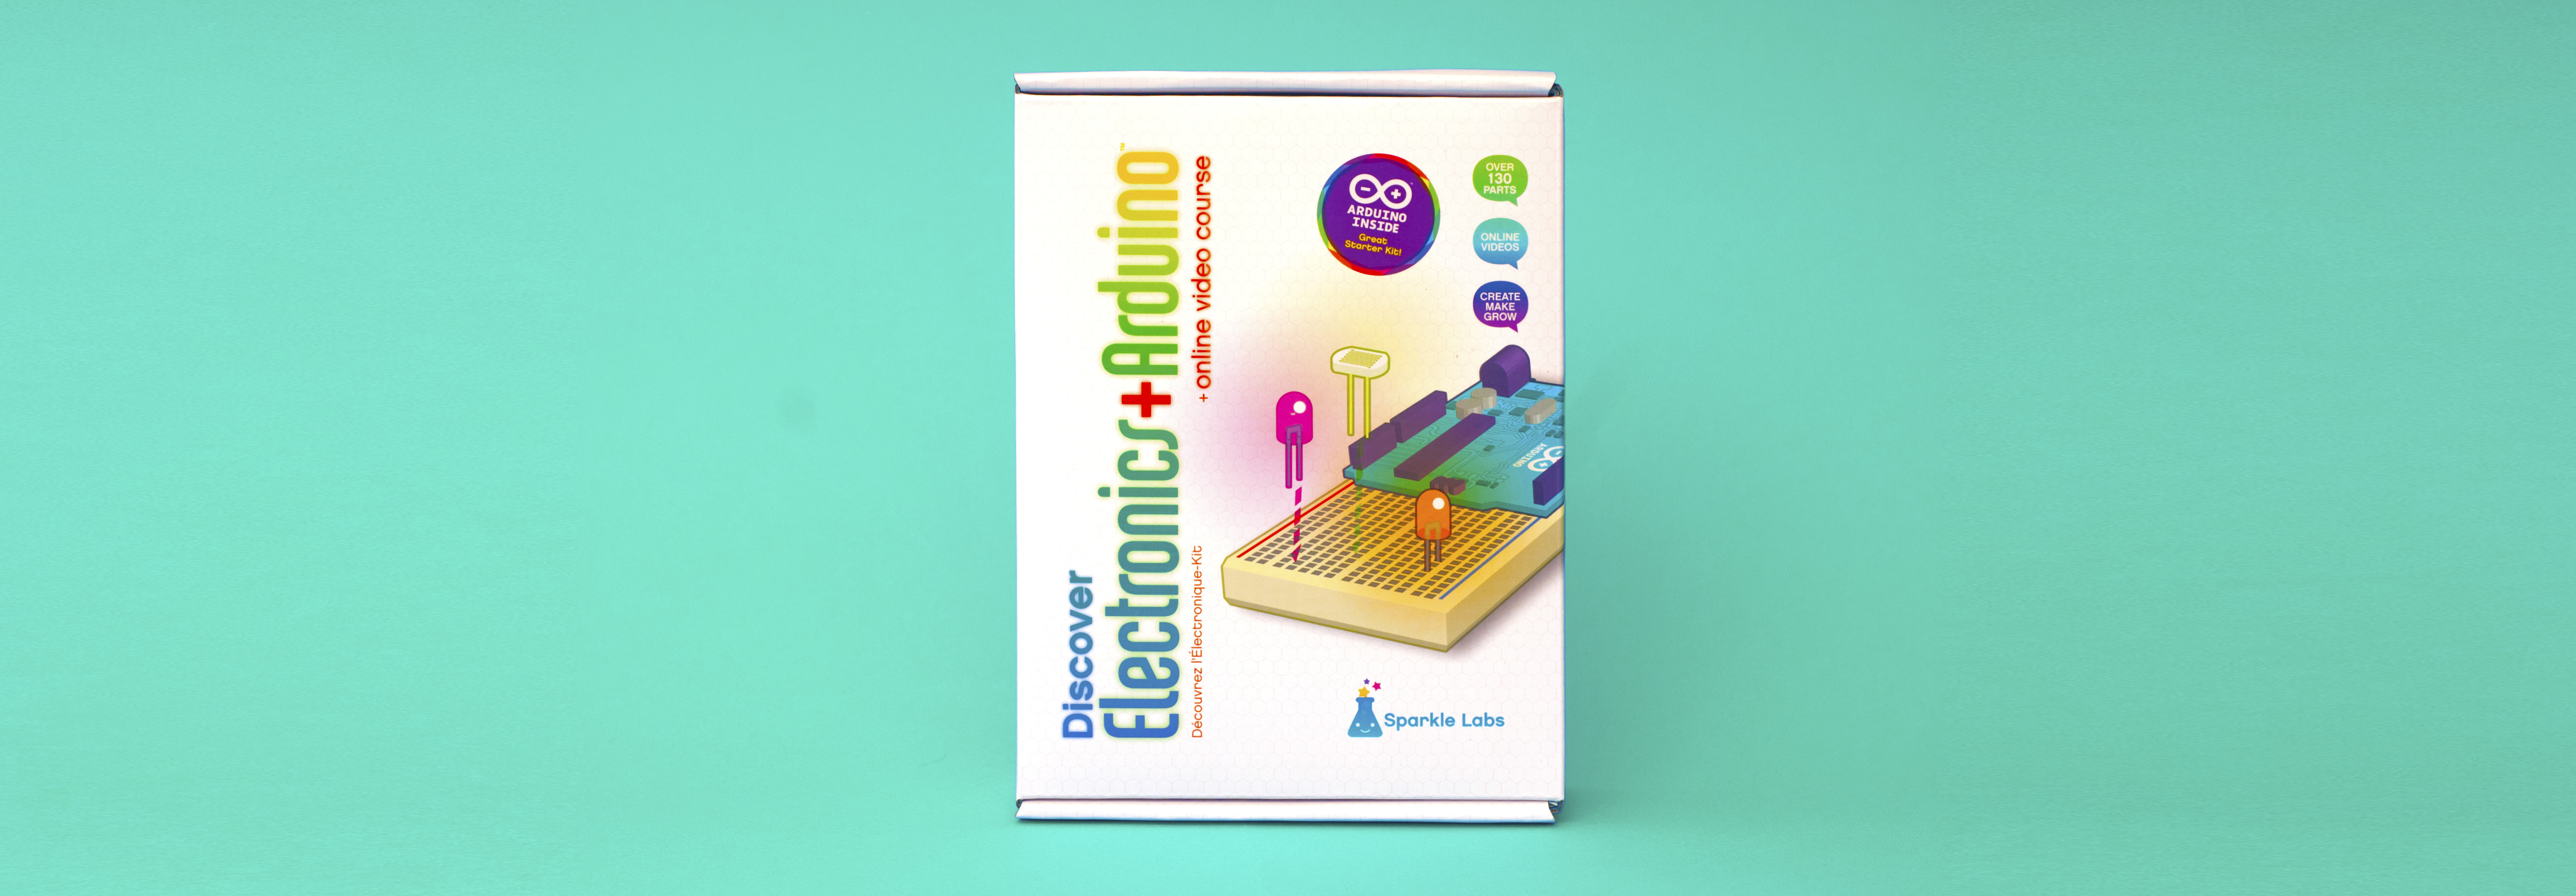 Discover
Electronics+Arduino™
+ online video course
Découvrez l'Électronique-Kit
ARDUINO
INSIDE
Great
Starter Kit!
OVER
130
PARTS
ONLINE
VIDEOS
CREATE
MAKE
GROW
ARDUINO
Sparkle Labs